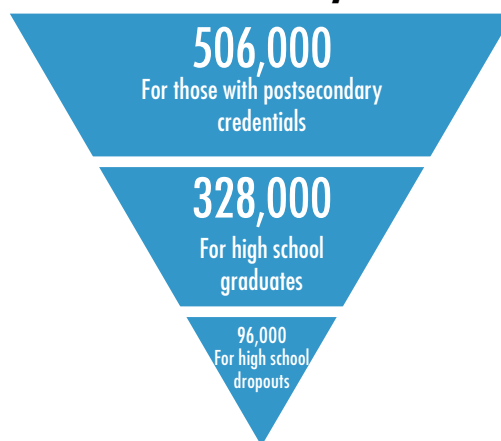 506,000
For those with postsecondary
credentials
328,000
For high school
graduates
96,000
For high school
dropouts